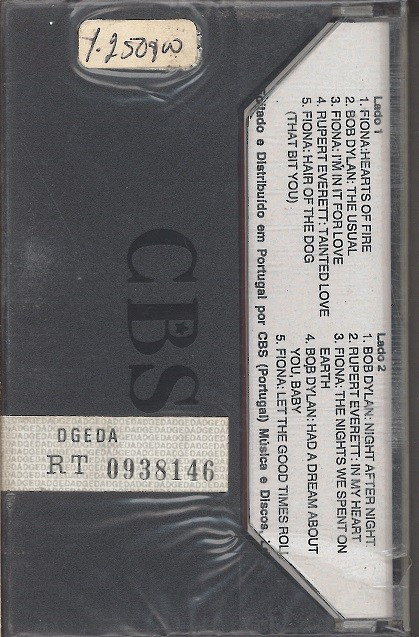 1.250$00
Lado 1
1. FIONA:HEARTS OF FIRE
2. BOB DYLAN: THE USUAL
3. FIONA: I'M IN IT FOR LOVE
4. RUPERT EVERETT: TAINTED LOVE
5. FIONA: HAIR OF THE DOG
(THAT BIT YOU)
Lado 2
1. BOB DYLAN: NIGHT AFTER NIGHT
2. RUPERT EVERETT: IN MY HEART
3. FIONA: THE NIGHTS WE SPENT ON
EARTH
4. BOB DYLAN: HAD A DREAM ABOUT
YOU, BABY
5. FIONA: LET THE GOOD TIMES ROLL
e Distribuído em Portugal por CBS (Portugal) Música e Discos,
CBS
DGEDA
RT 0938146